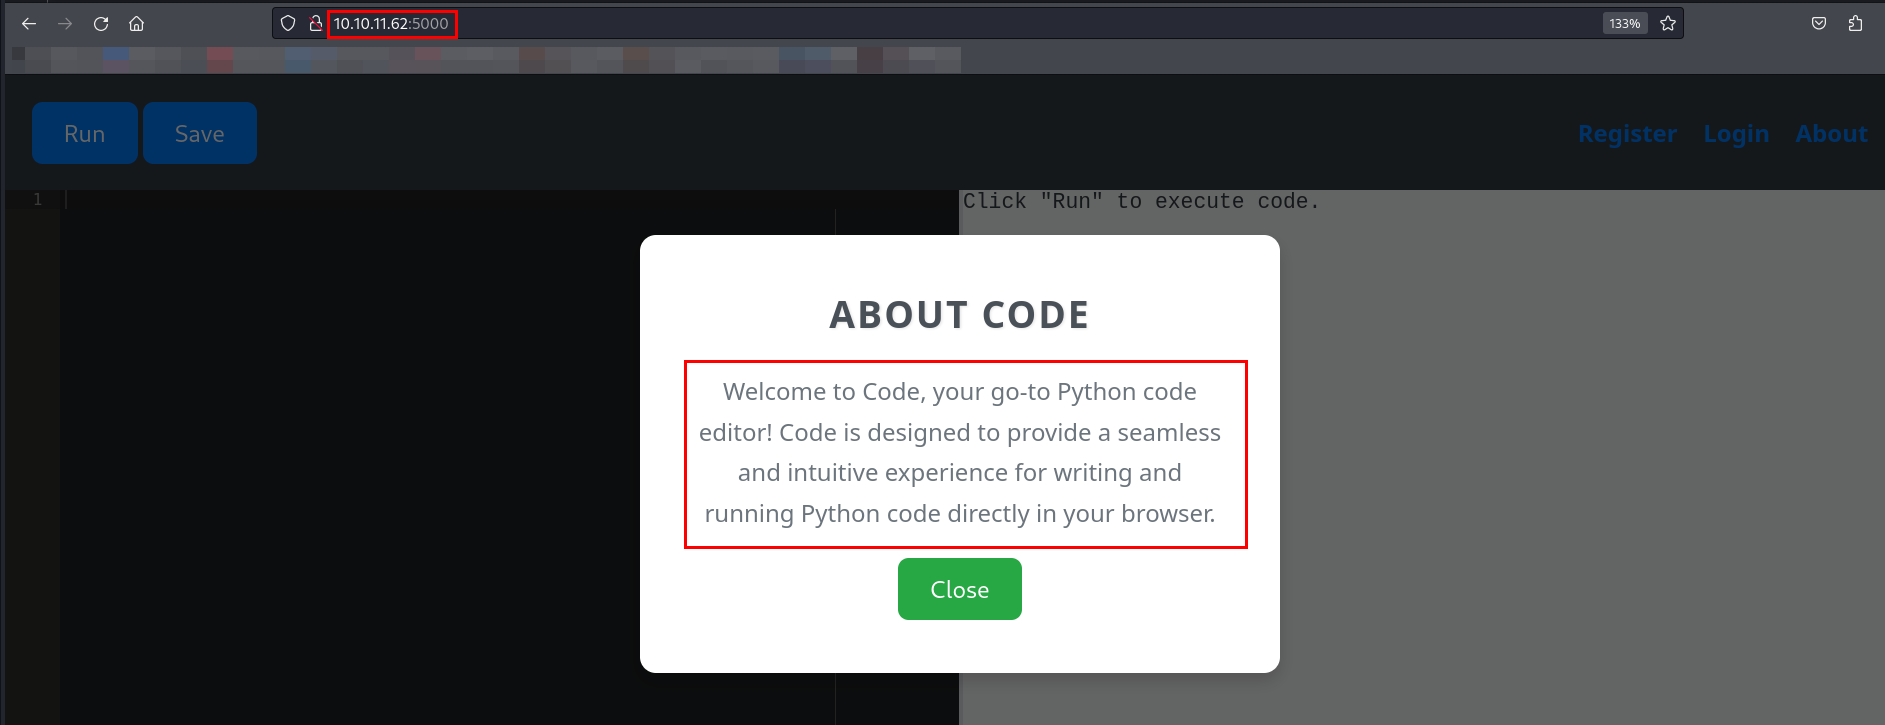 10.10.11.62:5000
133%
Run Save Register Login About
1
Click "Run" to execute code.
ABOUT CODE
Welcome to Code, your go-to Python code
editor! Code is designed to provide a seamless
and intuitive experience for writing and
running Python code directly in your browser.
Close